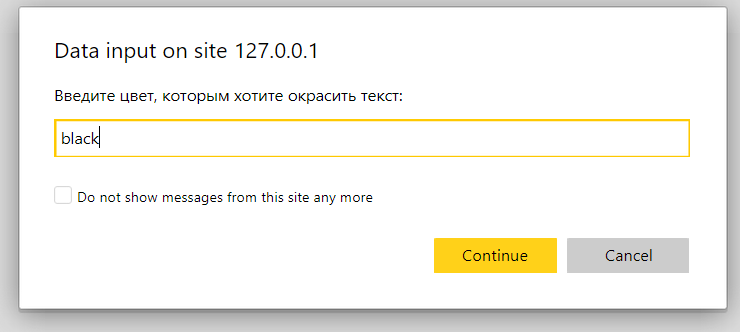 Data input on site 127.0.0.1
Введите цвет, которым хотите окрасить текст:
black
Do not show messages from this site any more
Continue Cancel